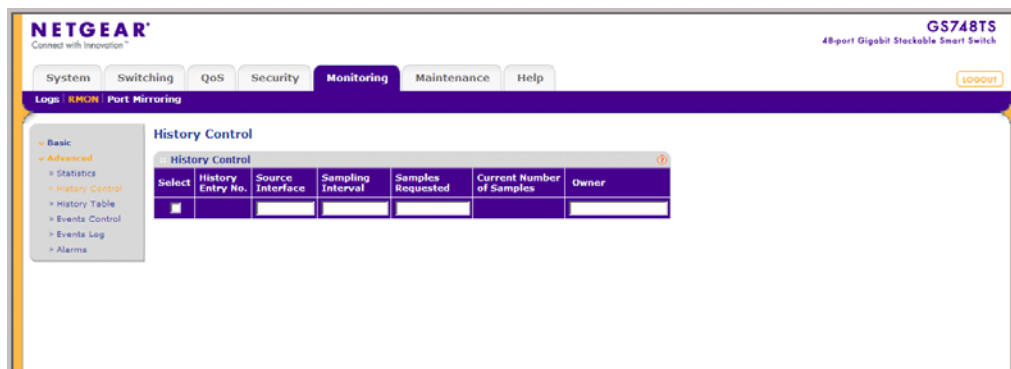 NETGEAR
Connect with Innovation™
GS748TS
48-port Gigabit Stackable Smart Switch
System Switching QoS Security Monitoring Maintenance Help
LOGOUT
Logs RMON Port Mirroring
Basic
Advanced
» Statistics
» History Control
» History Table
» Events Control
» Events Log
» Alarms
History Control
History Control
Select History Entry No. Source Interface Sampling Interval Samples Requested Current Number of Samples Owner